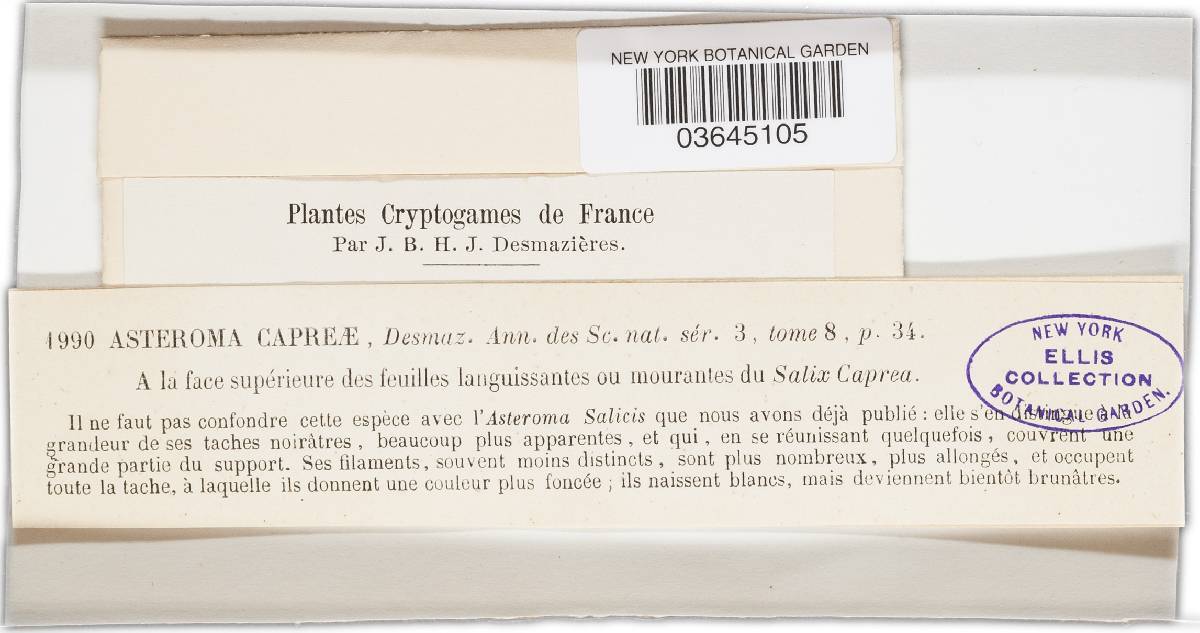 NEW YORK BOTANICAL GARDEN
03645105
Plantes Cryptogames de France
Par J. B. H. J. Desmazières.
1990 ASTEROMA CAPREÆ, Desmaz. Ann. des Sc. nat. sér. 3, tome 8, p. 34.
A la face supérieure des feuilles languissantes ou mourantes du Salix Caprea.
Il ne faut pas confondre cette espèce avec l'Asteroma Salicis que nous avons déjà publié : elle s'en distingue à la
grandeur de ses taches noirâtres, beaucoup plus apparentes, et qui, en se réunissant quelquefois, couvrent une
grande partie du support. Ses filaments, souvent moins distincts, sont plus nombreux, plus allongés, et occupent
toute la tache, à laquelle ils donnent une couleur plus foncée ; ils naissent blancs, mais deviennent bientôt brunâtres.
NEW YORK
ELLIS
COLLECTION
BOTANICAL GARDEN.